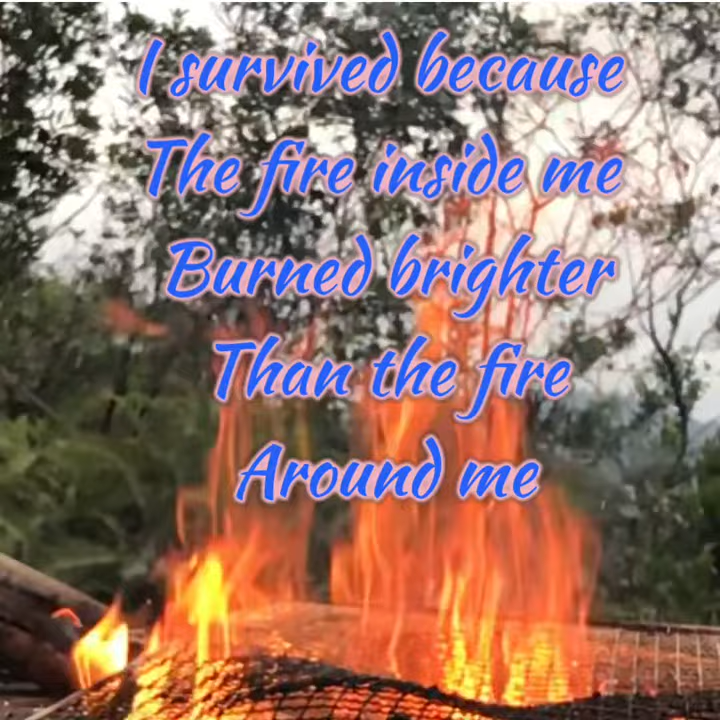 I survived because
The fire inside me
Burned brighter
Than the fire
Around me